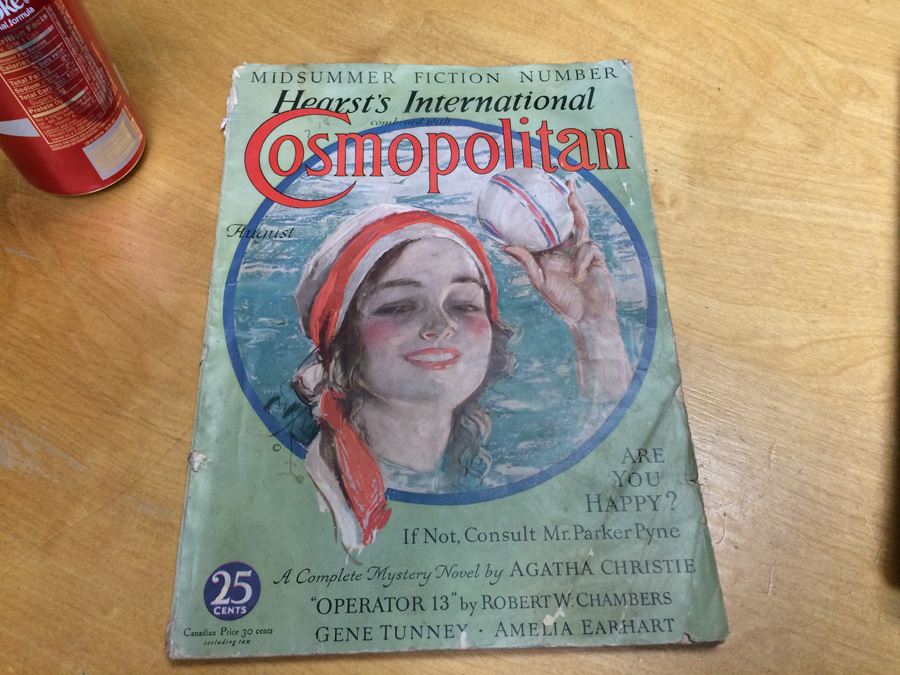 Nutrition Facts
MIDSUMMER FICTION NUMBER
Hearst's International
combined with
Cosmopolitan
August
©
ARE
YOU
HAPPY?
If Not, Consult Mr. Parker Pyne
A Complete Mystery Novel by AGATHA CHRISTIE
"OPERATOR 13" by ROBERT W. CHAMBERS
GENE TUNNEY · AMELIA EARHART
25
CENTS
Canadian Price 30 cents
including tax